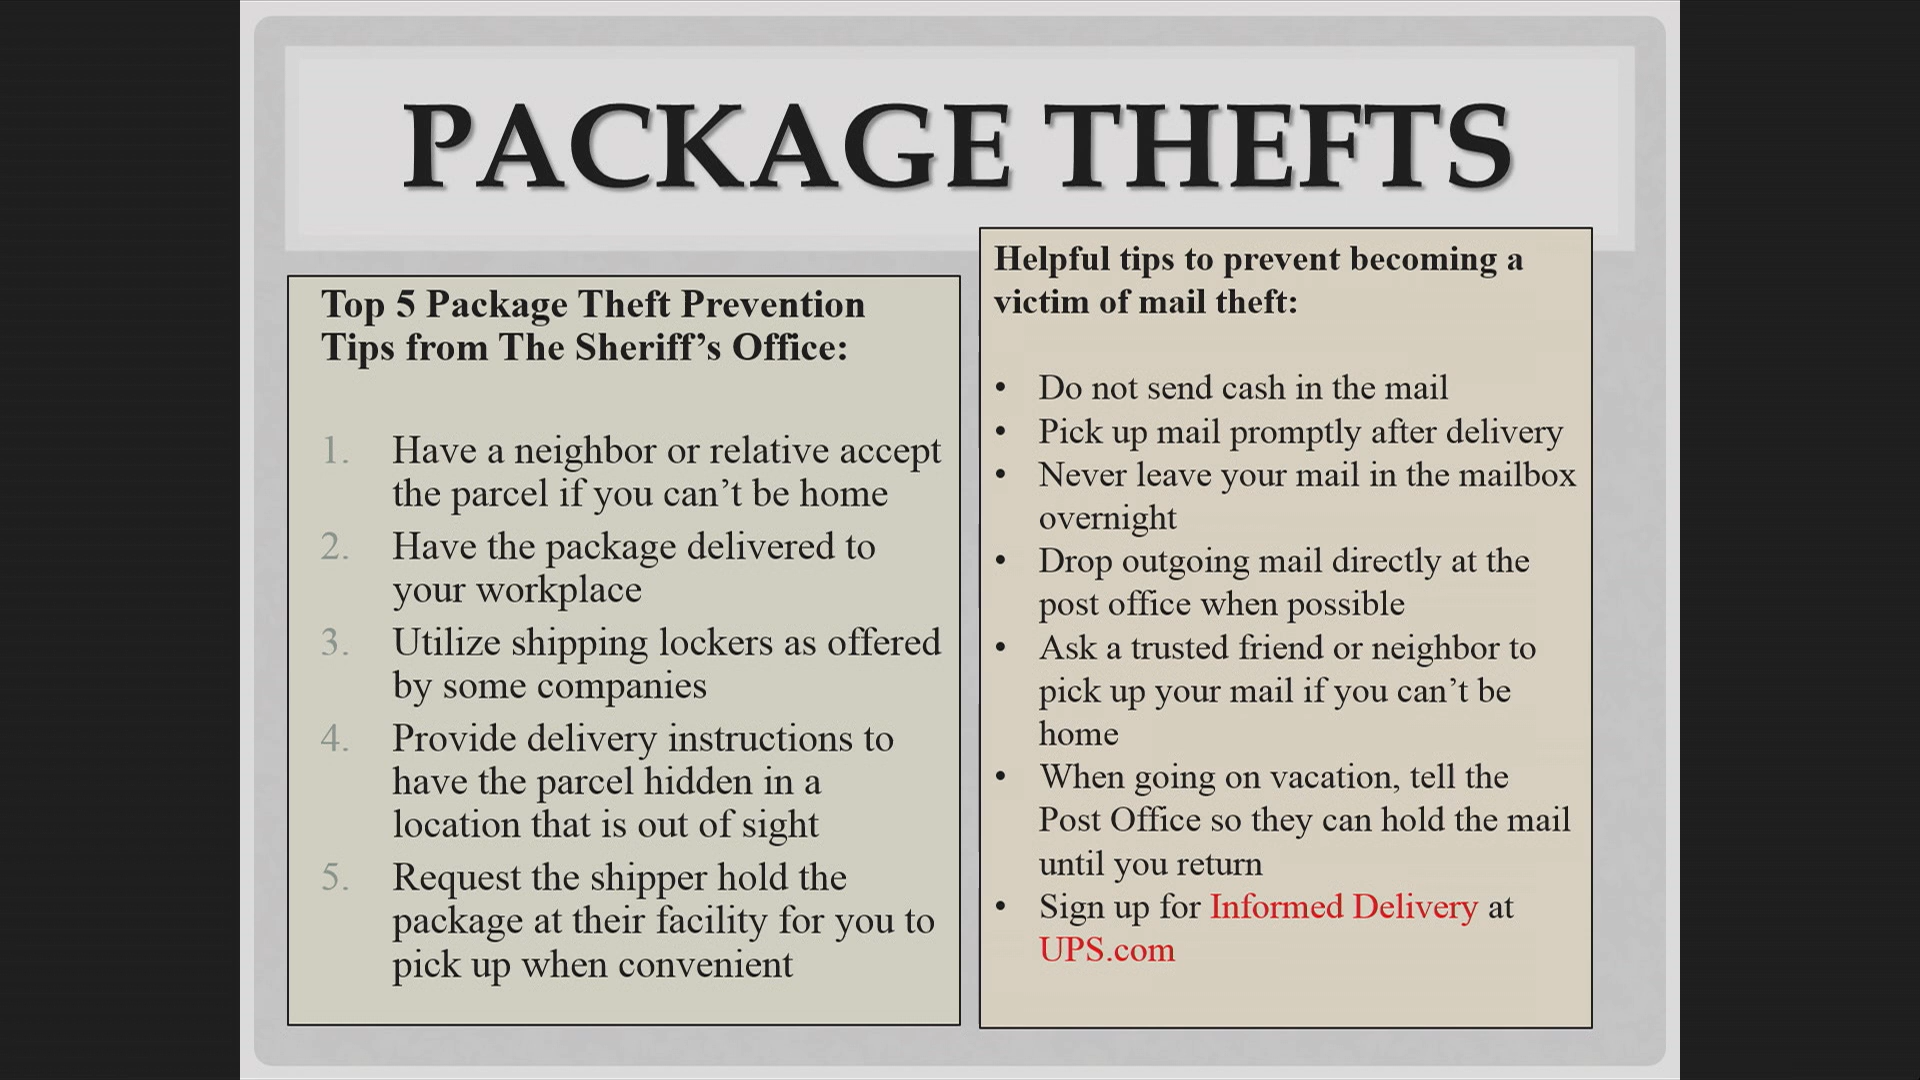 PACKAGE THEFTS
Top 5 Package Theft Prevention
Tips from The Sheriff’s Office:
1. Have a neighbor or relative accept
the parcel if you can’t be home
2. Have the package delivered to
your workplace
3. Utilize shipping lockers as offered
by some companies
4. Provide delivery instructions to
have the parcel hidden in a
location that is out of sight
5. Request the shipper hold the
package at their facility for you to
pick up when convenient
Helpful tips to prevent becoming a
victim of mail theft:
• Do not send cash in the mail
• Pick up mail promptly after delivery
• Never leave your mail in the mailbox
overnight
• Drop outgoing mail directly at the
post office when possible
• Ask a trusted friend or neighbor to
pick up your mail if you can’t be
home
• When going on vacation, tell the
Post Office so they can hold the mail
until you return
• Sign up for Informed Delivery at
UPS.com